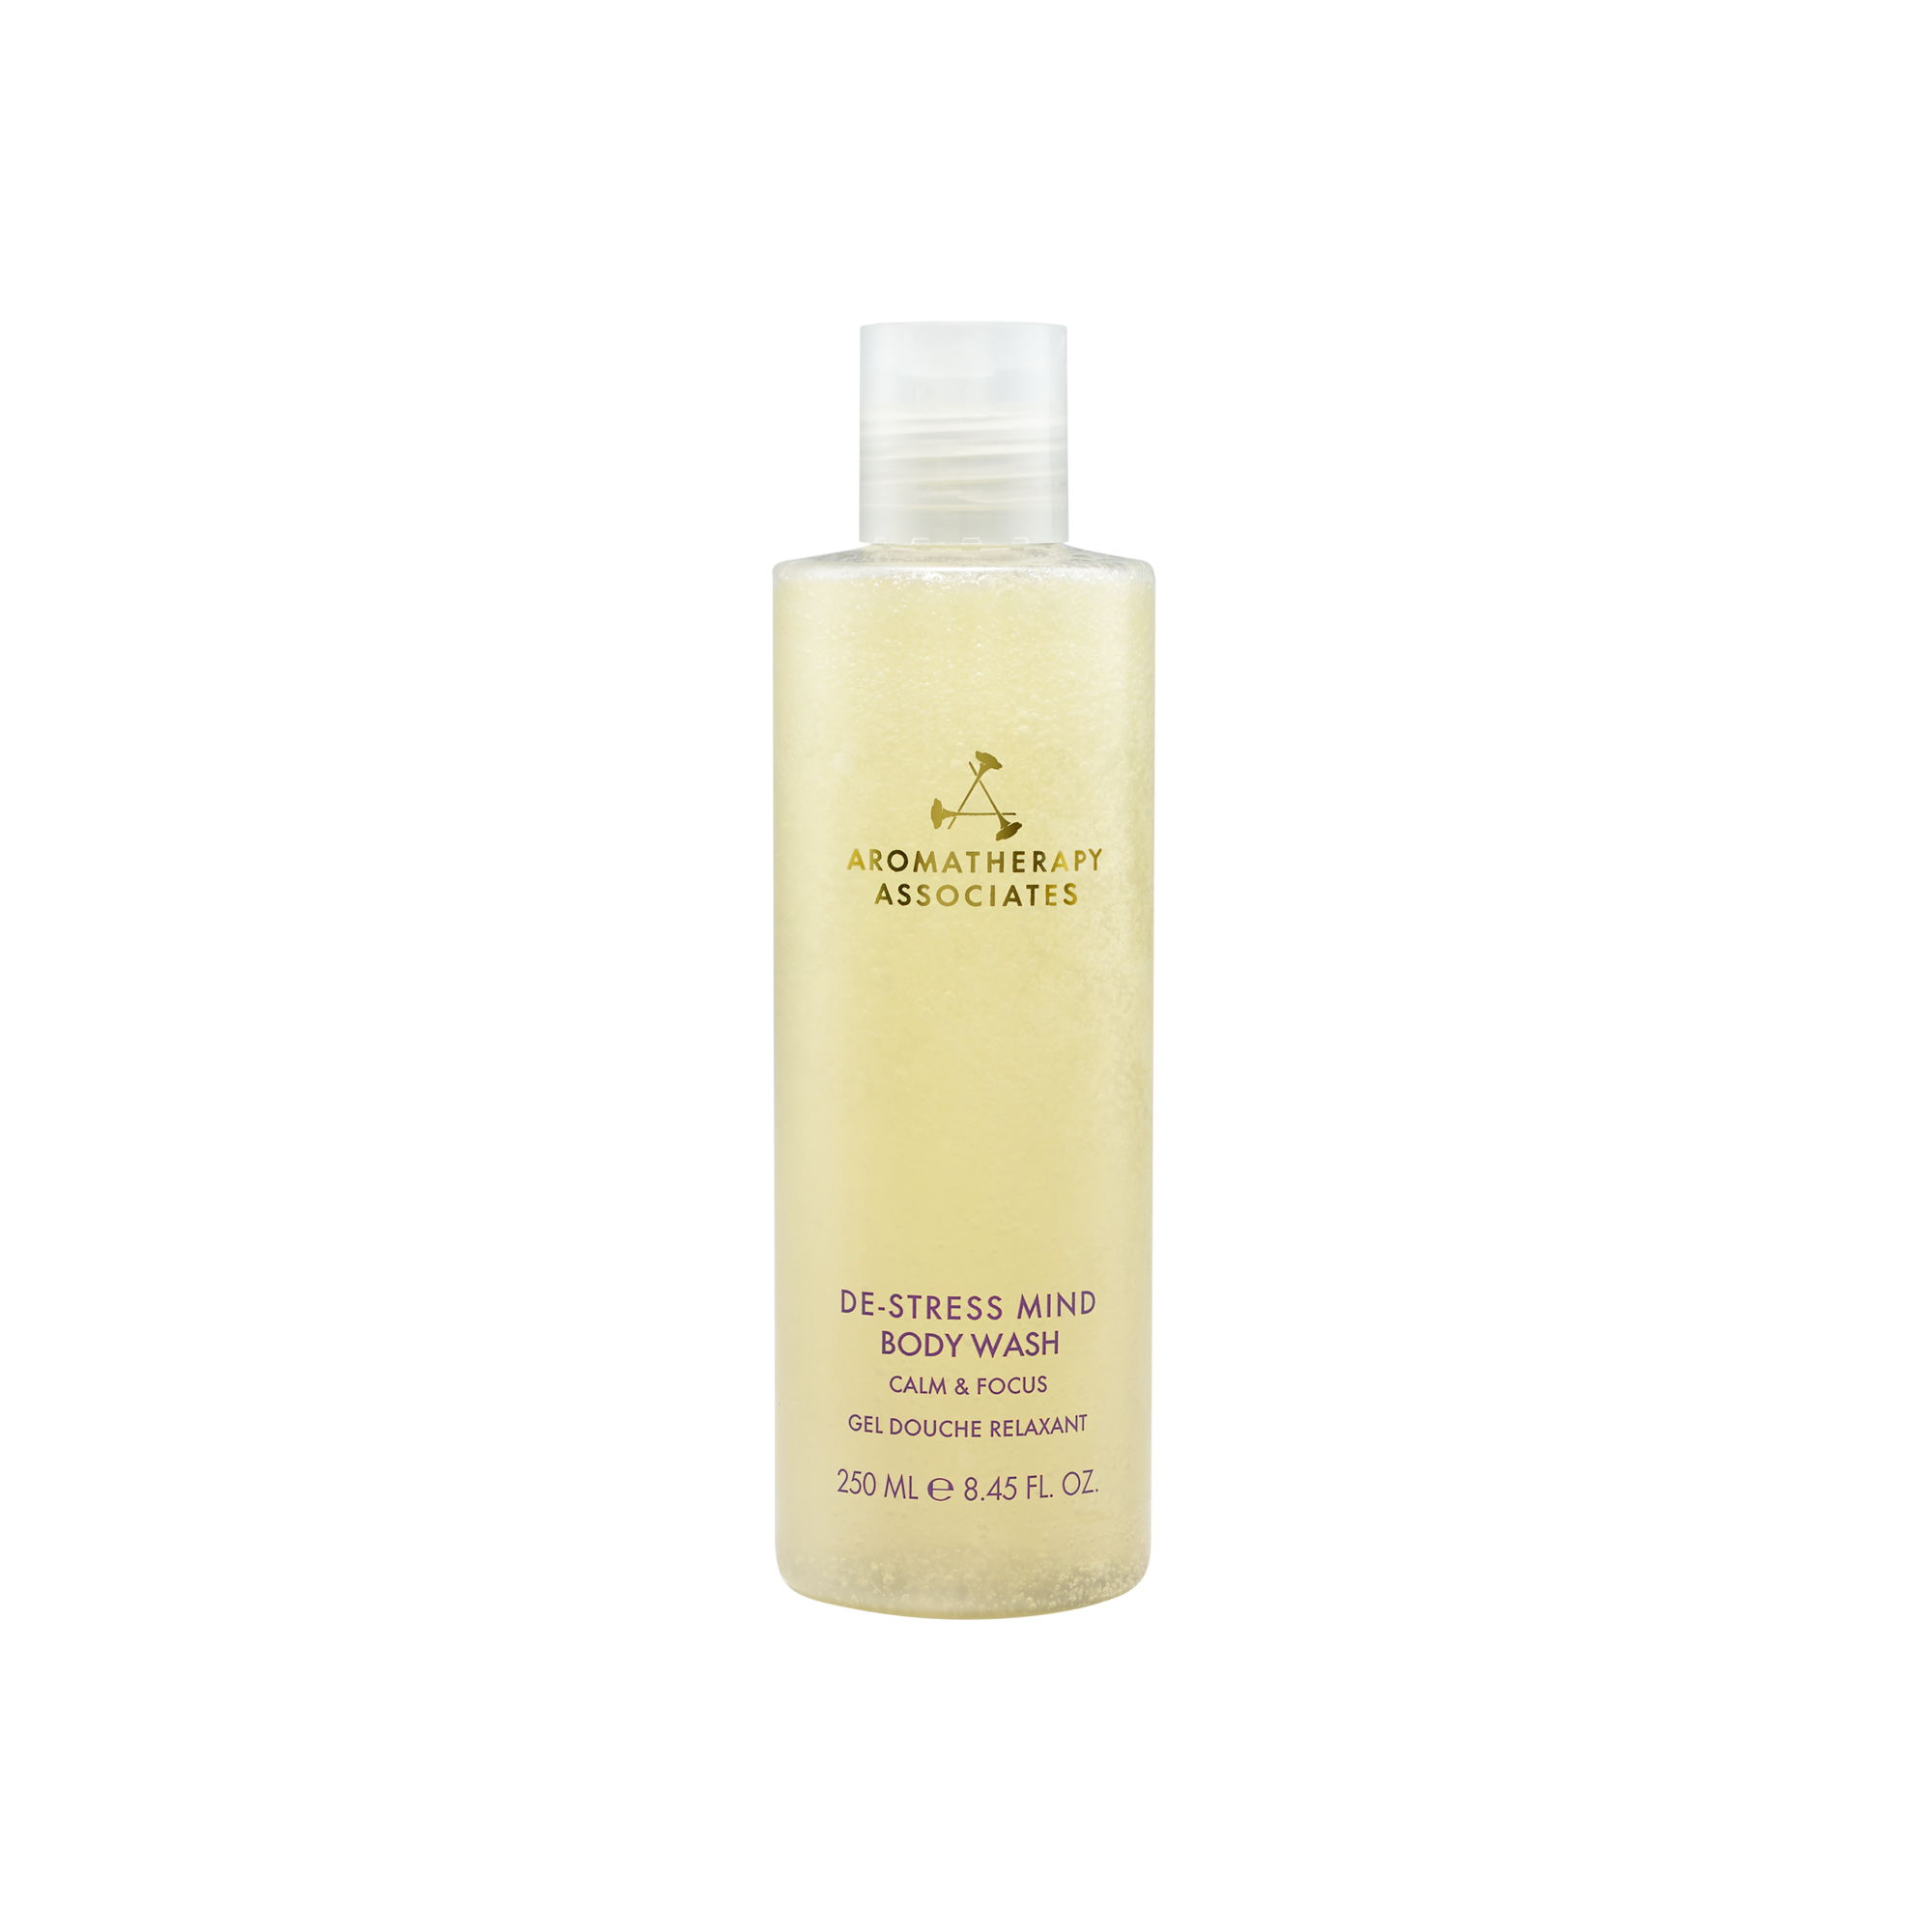 AROMATHERAPY
ASSOCIATES
DE-STRESS MIND
BODY WASH
CALM & FOCUS
GEL DOUCHE RELAXANT
250 ML ℮ 8.45 FL. OZ.